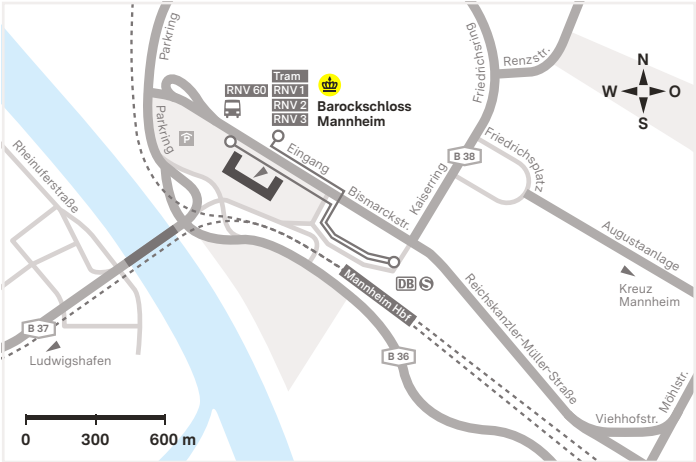 Parkring
Friedrichsring
Renzstr.
N
W
O
S
Tram
RNV 60
RNV 1
RNV 2
RNV 3
Barockschloss
Mannheim
Parkring
P
Eingang
B 38
Friedrichsplatz
Rheinuferstraße
Kaiserring
Bismarckstr.
Augustaanlage
Kreuz
Mannheim
DB
S
Mannheim Hbf
Reichskanzler-Müller-Straße
B 37
Ludwigshafen
B 36
Möhlstr.
Viehhofstr.
0
300
600 m